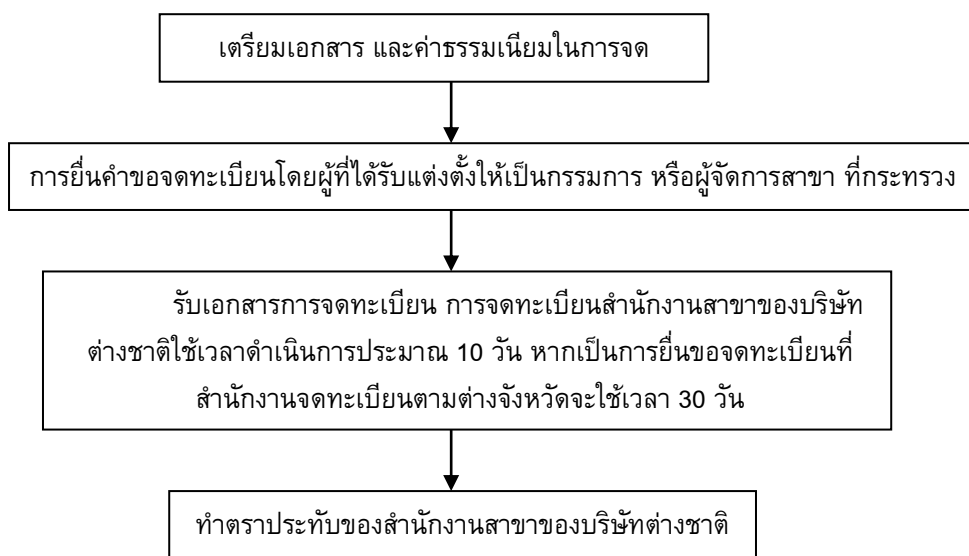 เตรียมเอกสาร และค่าธรรมเนียมในการจด
การยื่นคำขอจดทะเบียนโดยผู้ที่ได้รับแต่งตั้งให้เป็นกรรมการ หรือผู้จัดการสาขา ที่กระทรวง
รับเอกสารการจดทะเบียน การจดทะเบียนสำนักงานสาขาของบริษัท
ต่างชาติใช้เวลาดำเนินการประมาณ 10 วัน หากเป็นการยื่นขอจดทะเบียนที่
สำนักงานจดทะเบียนตามต่างจังหวัดจะใช้เวลา 30 วัน
ทำตราประทับของสำนักงานสาขาของบริษัทต่างชาติ